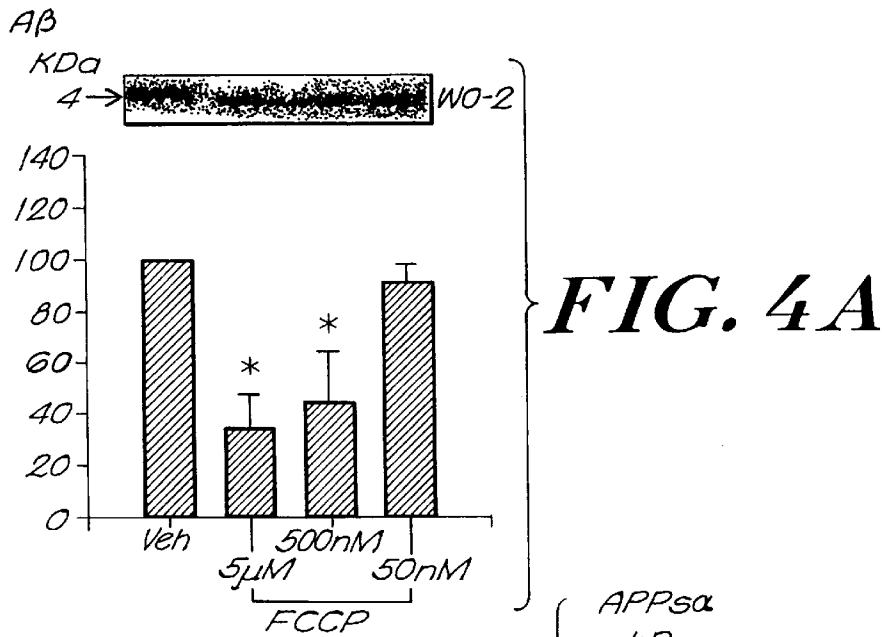 Aβ
KDa
4 → WO-2
140
120
100
80
60
40
20
0
* *
Veh 500nM
5μM 50nM
FCCP
FIG. 4A
APPsα